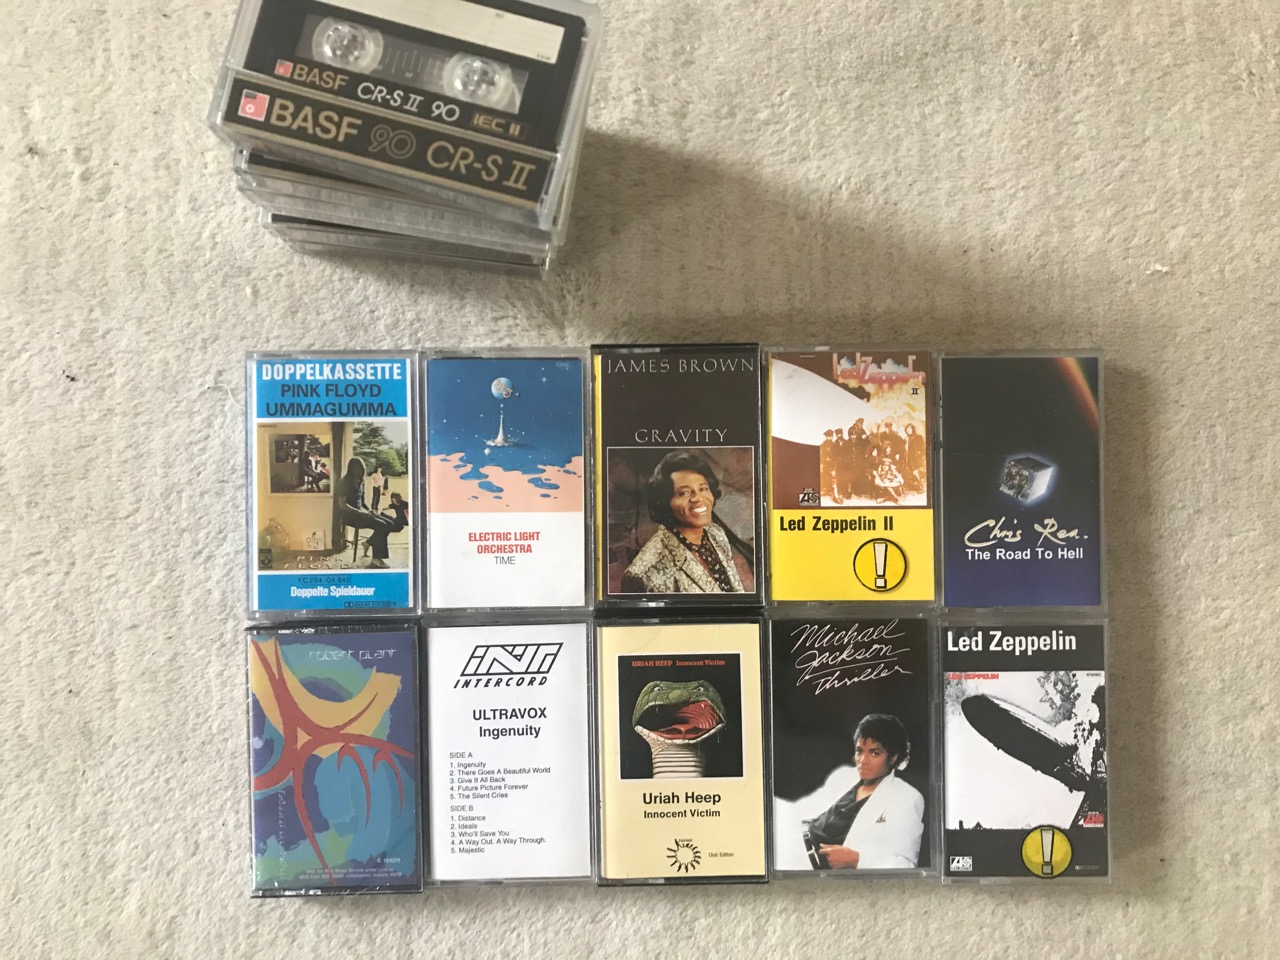 BASF CR-S II 90 IEC II
BASF 90 CR-S II
DOPPELKASSETTE
PINK FLOYD
UMMAGUMMA
PINK
FLOYD
Doppelte Spieldauer
TIME
ELECTRIC LIGHT
ORCHESTRA
TIME
JAMES BROWN
GRAVITY
Led Zeppelin
II
Led Zeppelin II
!
Chris Rea.
The Road To Hell
robert plant
INT
INTERCORD
ULTRAVOX
Ingenuity
SIDE A
1. Ingenuity
2. There Goes A Beautiful World
3. Give It All Back
4. Future Picture Forever
5. The Silent Cries
SIDE B
1. Distance
2. Ideals
3. Who'll Save You
4. A Way Out. A Way Through.
5. Majestic
URIAH HEEP Innocent Victim
Uriah Heep
Innocent Victim
Club Edition
Michael
Jackson
Thriller
Led Zeppelin
LED ZEPPELIN
!